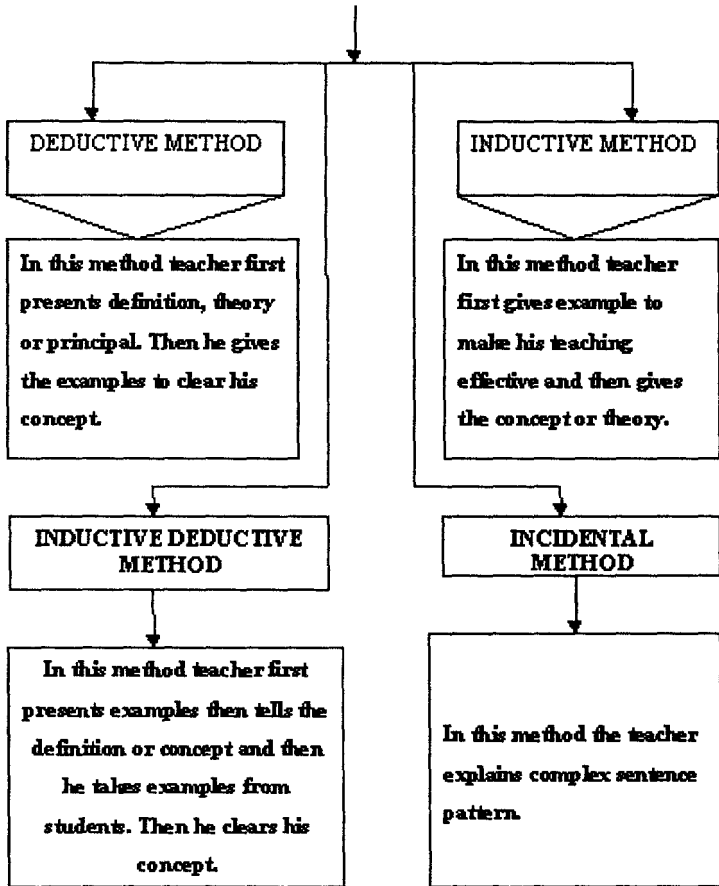 DEDUCTIVE METHOD
INDUCTIVE METHOD
In this method teacher first
presents definition, theory
or principal. Then he gives
the examples to clear his
concept.
In this method teacher
first gives example to
make his teaching
effective and then gives
the concept or theory.
INDUCTIVE DEDUCTIVE
METHOD
INCIDENTAL
METHOD
In this method teacher first
presents examples then tells the
definition or concept and then
he takes examples from
students. Then he clears his
concept.
In this method the teacher
explains complex sentence
pattern.